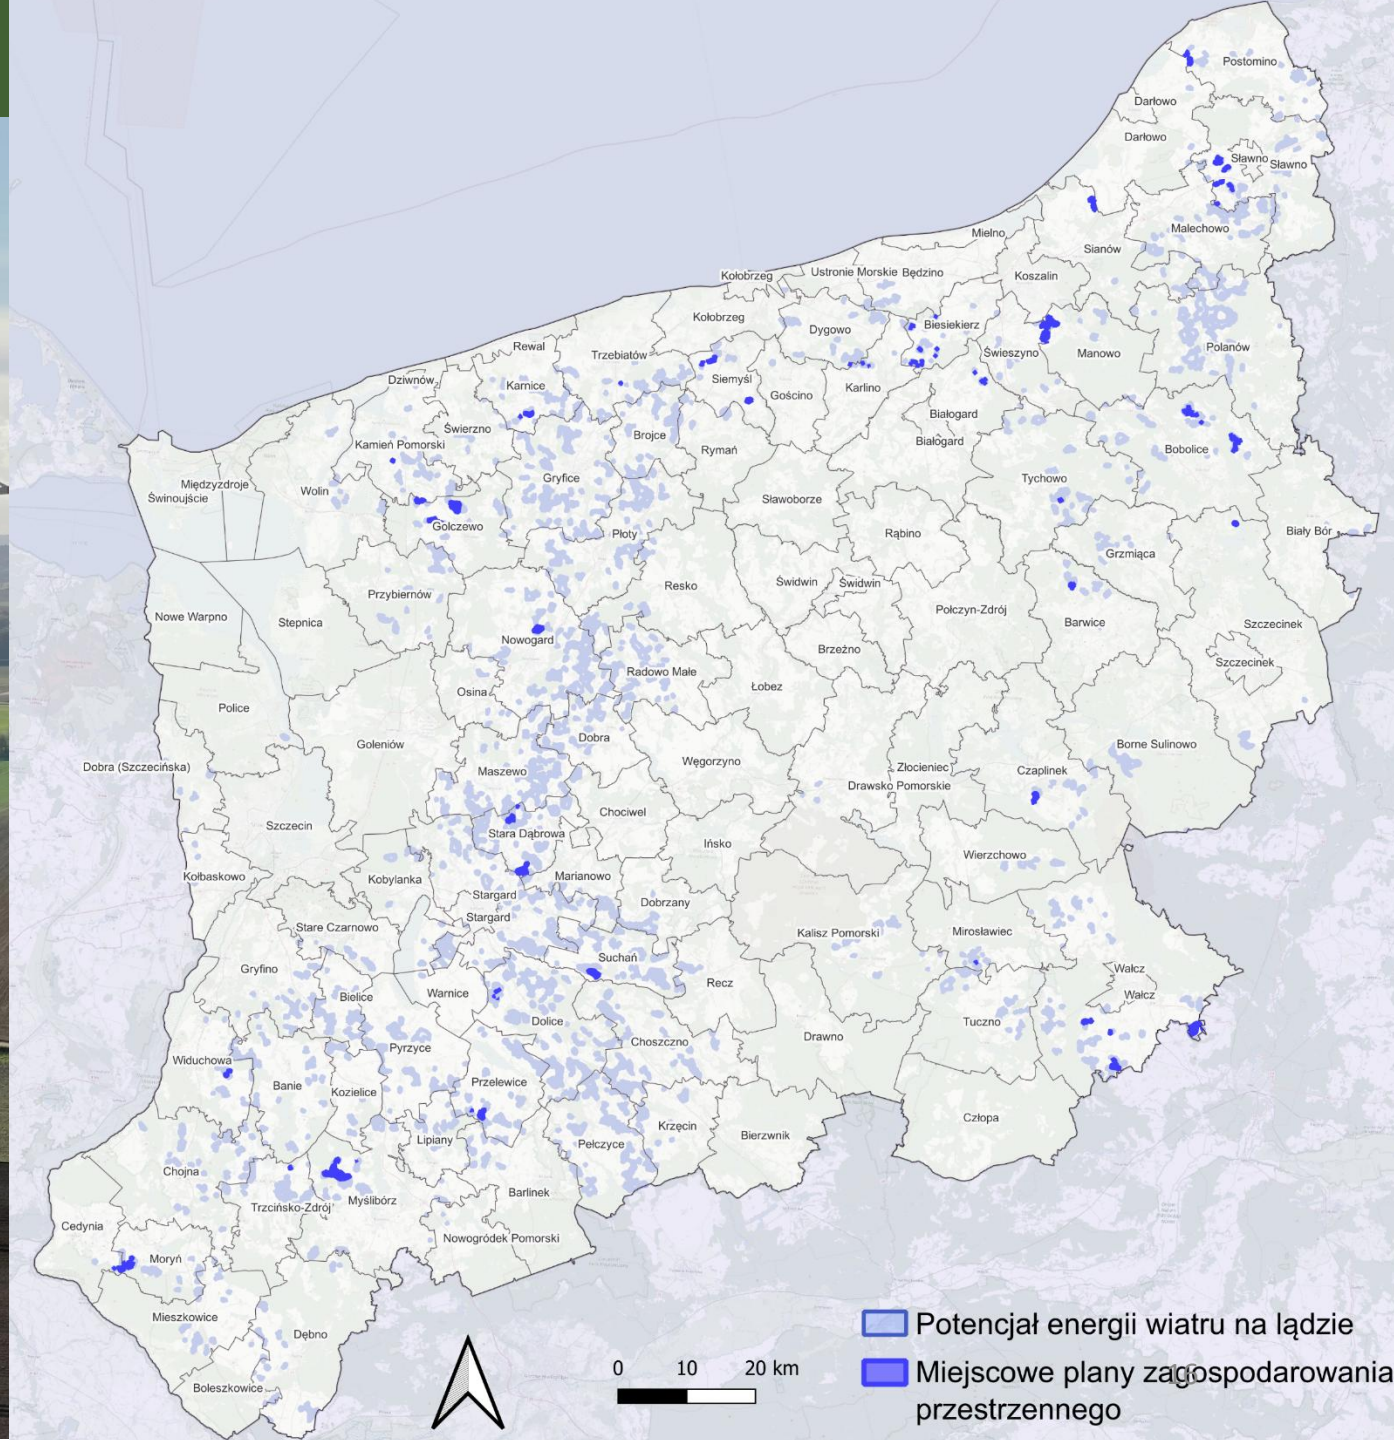 Postomino
Darłowo
Darłowo
Sławno
Sławno
Malechowo
Mielno
Sianów
Kołobrzeg
Ustronie Morskie
Będzino
Koszalin
Kołobrzeg
Dygowo
Biesiekierz
Świeszyno
Manowo
Polanów
Rewal
Trzebiatów
Dziwnów
Karnice
Siemyśl
Gościno
Karlino
Białogard
Białogard
Świerzno
Kamień Pomorski
Brojce
Rymań
Bobolice
Międzyzdroje
Świnoujście
Wolin
Gryfice
Tychowo
Sławoborze
Golczewo
Płoty
Rąbino
Biały Bór
Grzmiąca
Resko
Świdwin
Świdwin
Przybiernów
Połczyn-Zdrój
Nowe Warpno
Stepnica
Barwice
Szczecinek
Nowogard
Brzeżno
Szczecinek
Radowo Małe
Osina
Łobez
Police
Goleniów
Dobra
Borne Sulinowo
Dobra (Szczecińska)
Maszewo
Węgorzyno
Złocieniec
Czaplinek
Drawsko Pomorskie
Chociwel
Szczecin
Stara Dąbrowa
Ińsko
Wierzchowo
Kołbaskowo
Kobylanka
Marianowo
Stargard
Dobrzany
Stargard
Stare Czarnowo
Kalisz Pomorski
Mirosławiec
Suchań
Gryfino
Wałcz
Recz
Bielice
Warnice
Wałcz
Dolice
Tuczno
Choszczno
Drawno
Pyrzyce
Widuchowa
Banie
Kozielice
Przelewice
Człopa
Krzęcin
Bierzwnik
Lipiany
Pełczyce
Chojna
Barlinek
Myślibórz
Trzcińsko-Zdrój
Cedynia
Nowogródek Pomorski
Moryń
Mieszkowice
Dębno
Boleszkowice
0 10 20 km
Potencjał energii wiatru na lądzie
Miejscowe plany zagospodarowania
przestrzennego
16